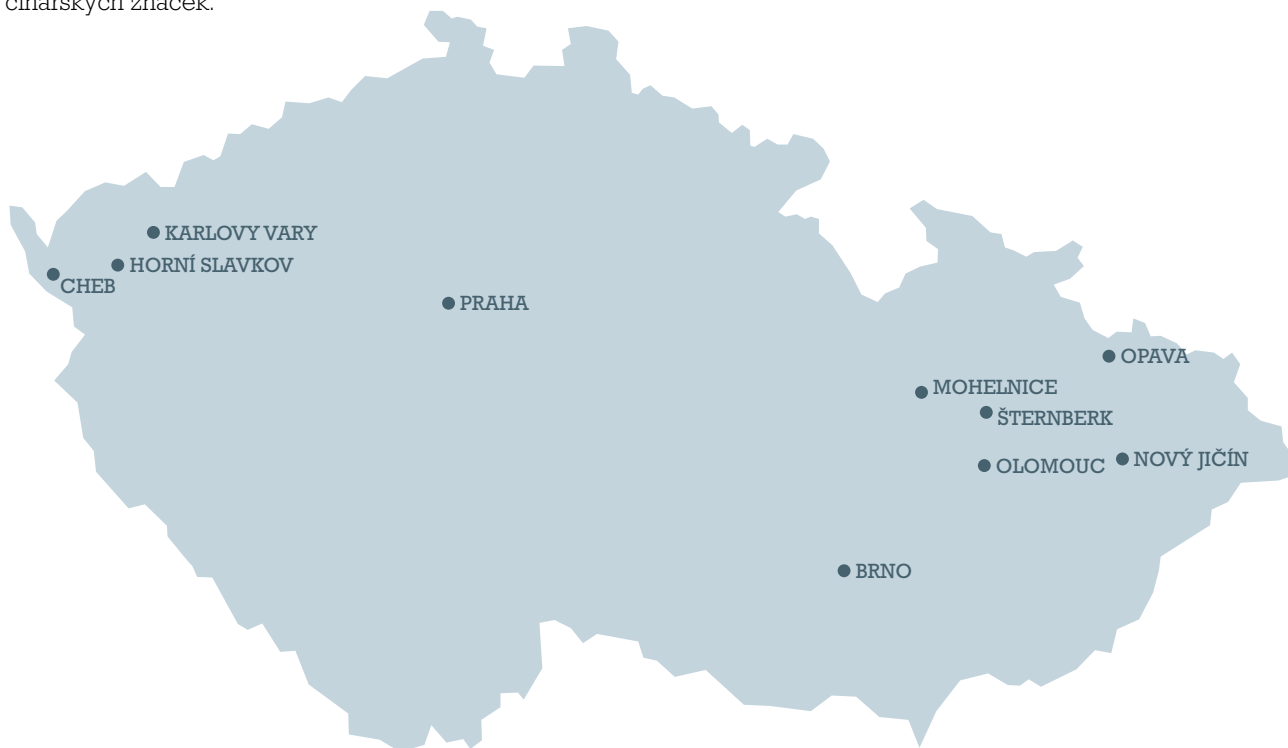 cínařských značek.
KARLOVY VARY
HORNÍ SLAVKOV
CHEB
PRAHA
OPAVA
MOHELNICE
ŠTERNBERK
NOVÝ JIČÍN
OLOMOUC
BRNO